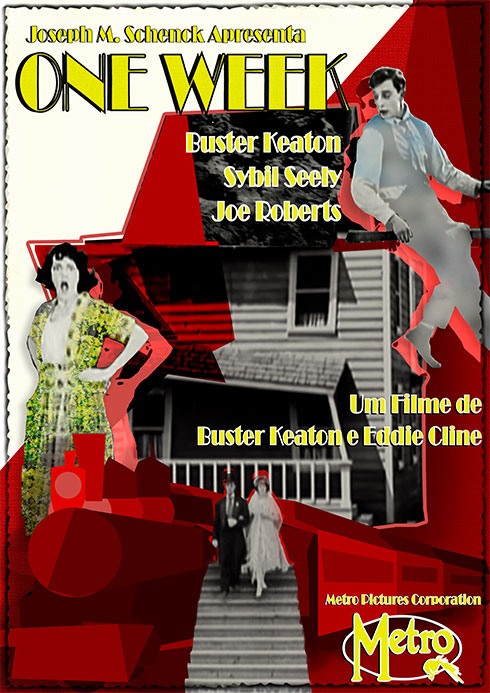 Joseph M. Schenck Apresenta
ONE WEEK
Buster Keaton
Sybil Seely
Joe Roberts
Um Filme de
Buster Keaton e Eddie Cline
Metro Pictures Corporation
Metro